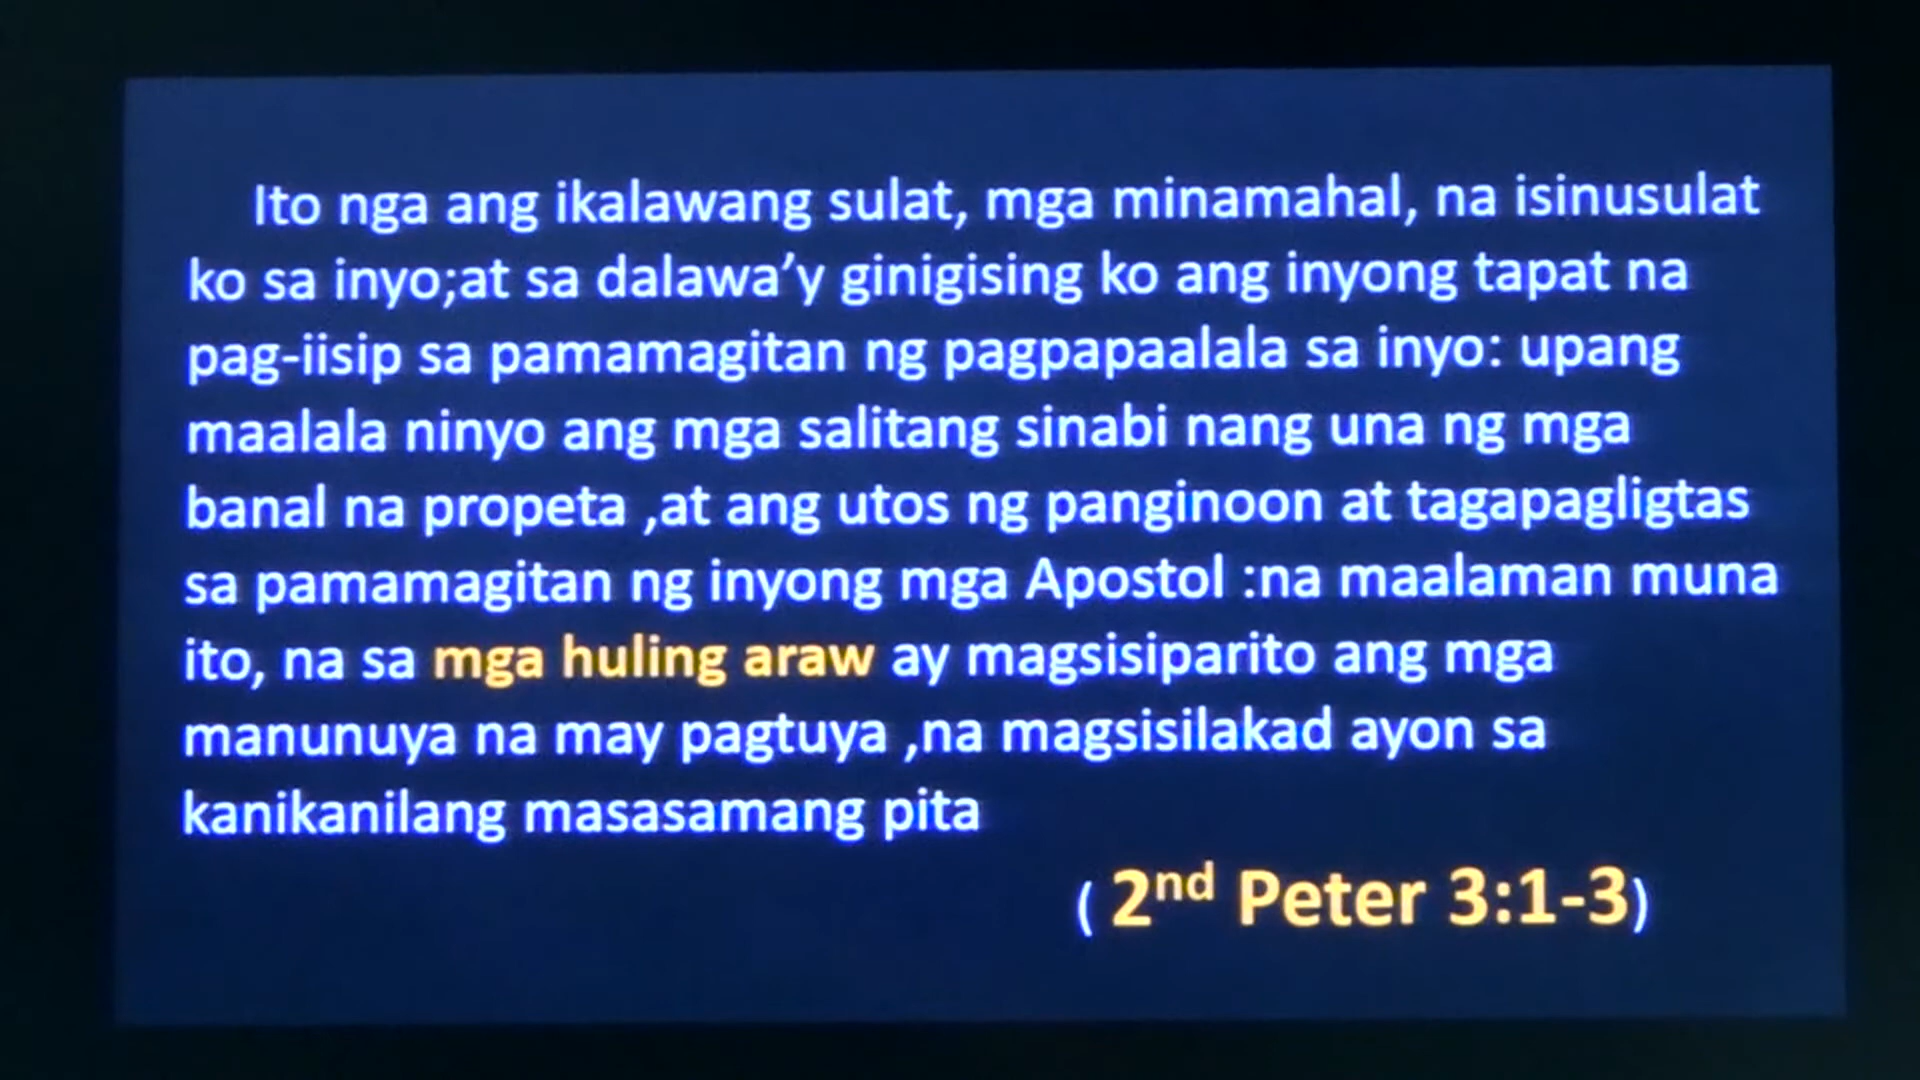 Ito nga ang ikalawang sulat, mga minamahal, na isinusulat
ko sa inyo;at sa dalawa’y ginigising ko ang inyong tapat na
pag-iisip sa pamamagitan ng pagpapaalala sa inyo: upang
maalala ninyo ang mga salitang sinabi nang una ng mga
banal na propeta ,at ang utos ng panginoon at tagapagligtas
sa pamamagitan ng inyong mga Apostol :na maalaman muna
ito, na sa mga huling araw ay magsisiparito ang mga
manunuya na may pagtuya ,na magsisilakad ayon sa
kanikanilang masasamang pita
( 2nd Peter 3:1-3)